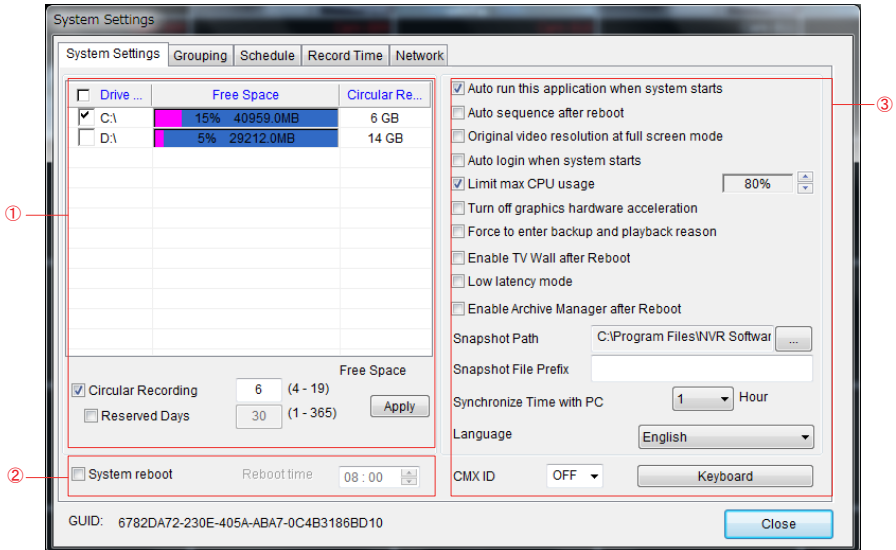 System Settings
System Settings Grouping Schedule Record Time Network
Drive ... Free Space Circular Re...
C:\ 15% 40959.0MB 6 GB
D:\ 5% 29212.0MB 14 GB
①
Free Space
Circular Recording 6 (4 - 19)
Reserved Days 30 (1 - 365) Apply
②
System reboot Reboot time 08 : 00
③
Auto run this application when system starts
Auto sequence after reboot
Original video resolution at full screen mode
Auto login when system starts
Limit max CPU usage 80%
Turn off graphics hardware acceleration
Force to enter backup and playback reason
Enable TV Wall after Reboot
Low latency mode
Enable Archive Manager after Reboot
Snapshot Path C:\Program Files\NVR Softwar ...
Snapshot File Prefix
Synchronize Time with PC 1 Hour
Language English
CMX ID OFF Keyboard
GUID: 6782DA72-230E-405A-ABA7-0C4B3186BD10
Close